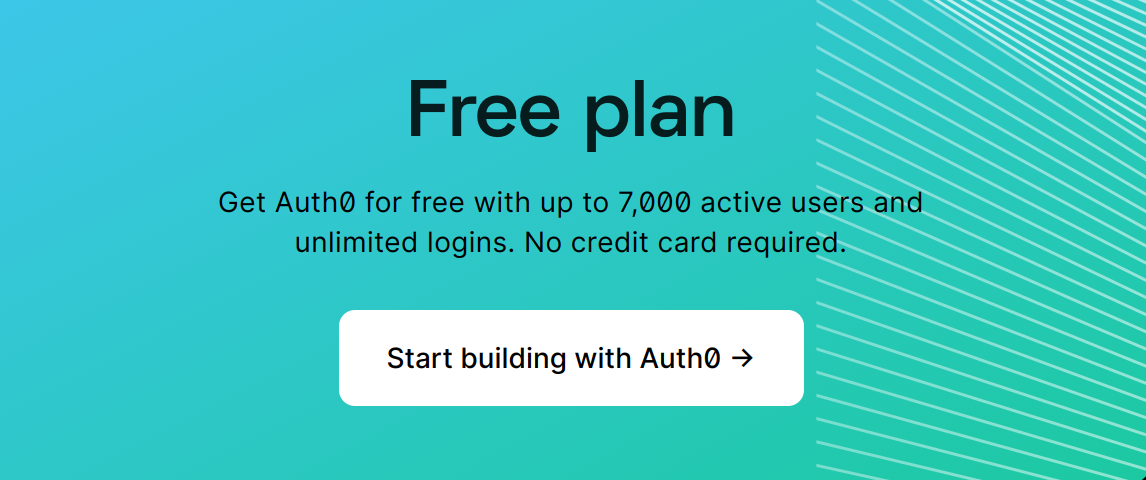 Free plan
Get Auth0 for free with up to 7,000 active users and
unlimited logins. No credit card required.
Start building with Auth0 →